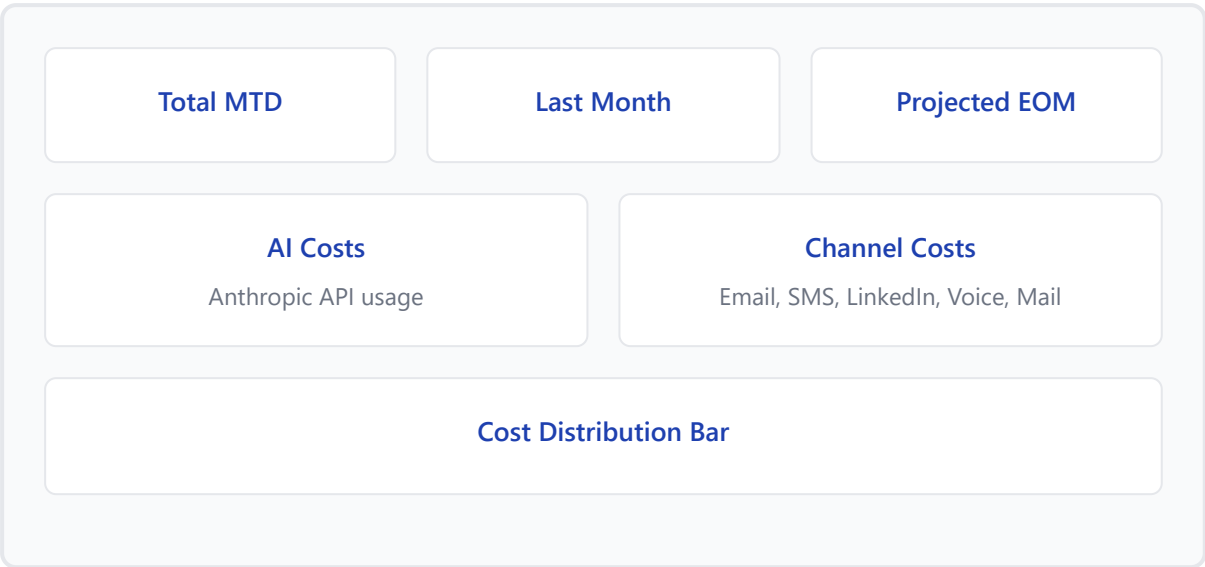 Total MTD
Last Month
Projected EOM
AI Costs
Anthropic API usage
Channel Costs
Email, SMS, LinkedIn, Voice, Mail
Cost Distribution Bar